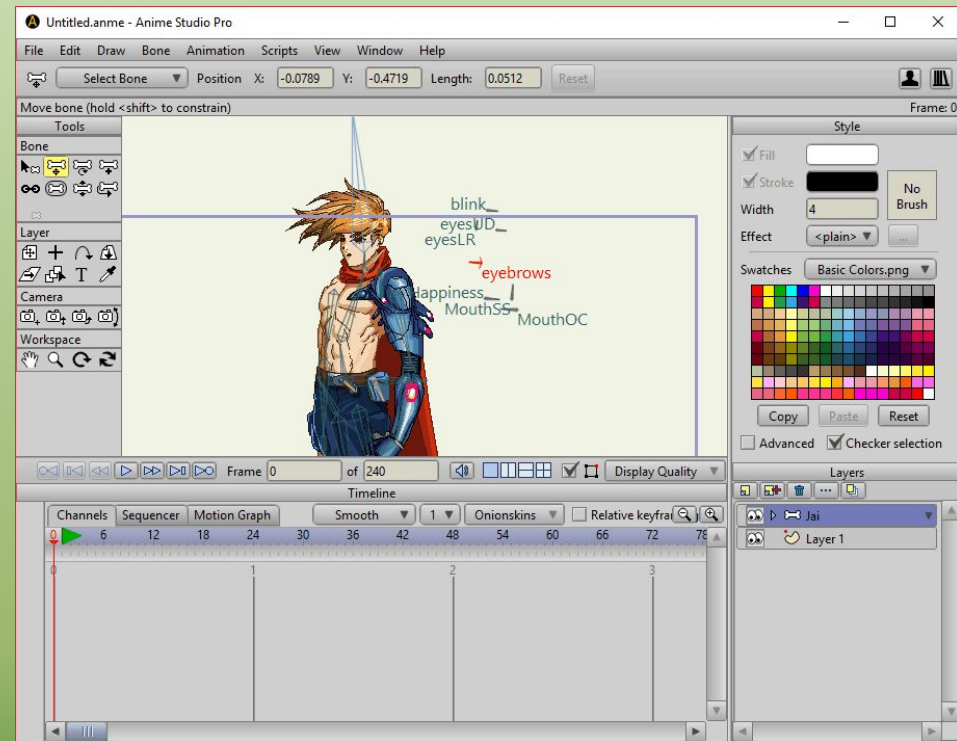 Untitled.anme - Anime Studio Pro
File Edit Draw Bone Animation Scripts View Window Help
Select Bone Position X: -0.0789 Y: -0.4719 Length: 0.0512 Reset
Move bone (hold <shift> to constrain) Frame: 0
Tools
Bone
Layer
T
Camera
Workspace
blink
eyesUD
eyesLR
eyebrows
Happiness
MouthSS
MouthOC
Style
Fill
Stroke
No Brush
Width 4
Effect <plain> ...
Swatches Basic Colors.png
Copy Paste Reset
Advanced Checker selection
Frame 0 of 240 Display Quality
Timeline
Channels Sequencer Motion Graph Smooth 1 Onionskins Relative keyfra
0 6 12 18 24 30 36 42 48 54 60 66 72 78
0 1 2 3
Layers
Jai
Layer 1